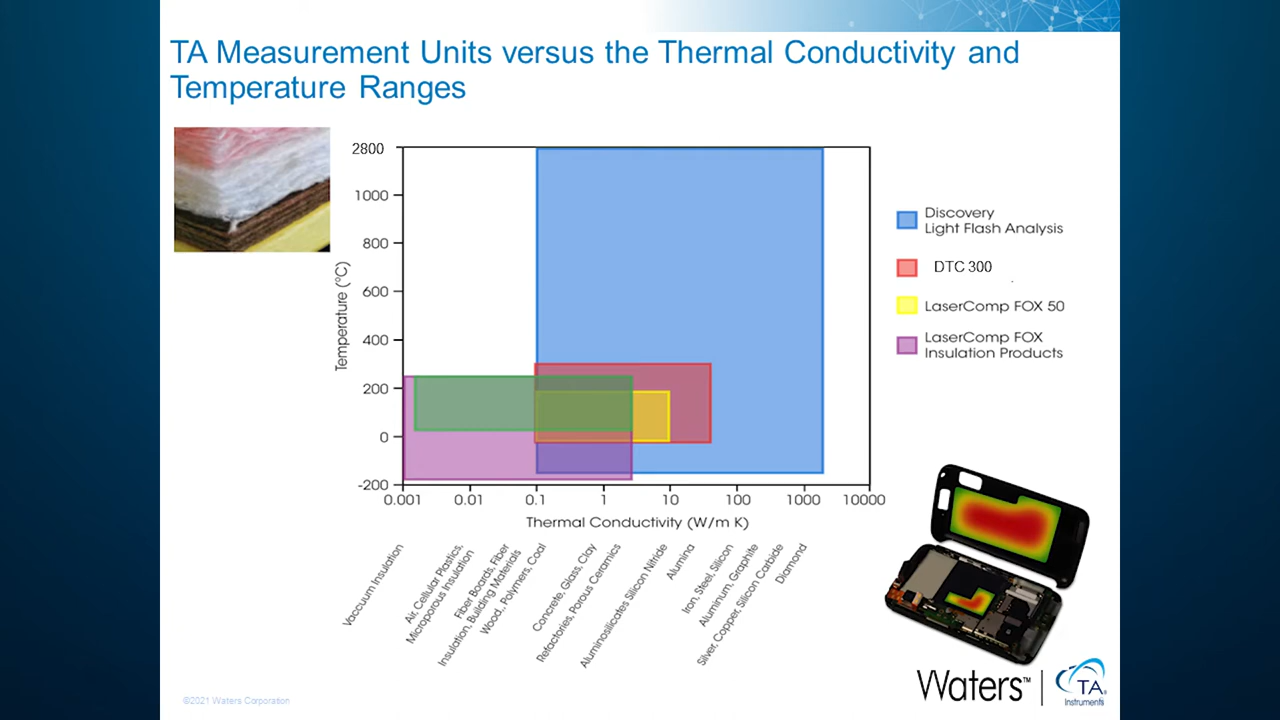 TA Measurement Units versus the Thermal Conductivity and
Temperature Ranges
2800
1000
800
600
400
200
0
-200
Temperature (°C)
0.001
0.01
0.1
1
10
100
1000
10000
Thermal Conductivity (W/m K)
Vaccuum Insulation
Air, Cellular Plastics,
Microporous Insulation
Fiber Boards, Fiber
Insulation, Building Materials
Wood., Polymers, Coal
Concrete, Glass, Clay
Refactories, Porous Ceramics
Aluminosilicates Silicon Nitride
Alumina
Iron, Steel, Silicon
Aluminum, Graphite
Silver, Copper, Silicon Carbide
Diamond
Discovery
Light Flash Analysis
DTC 300
LaserComp FOX 50
LaserComp FOX
Insulation Products
©2021 Waters Corporation
Waters™
TA
Instruments